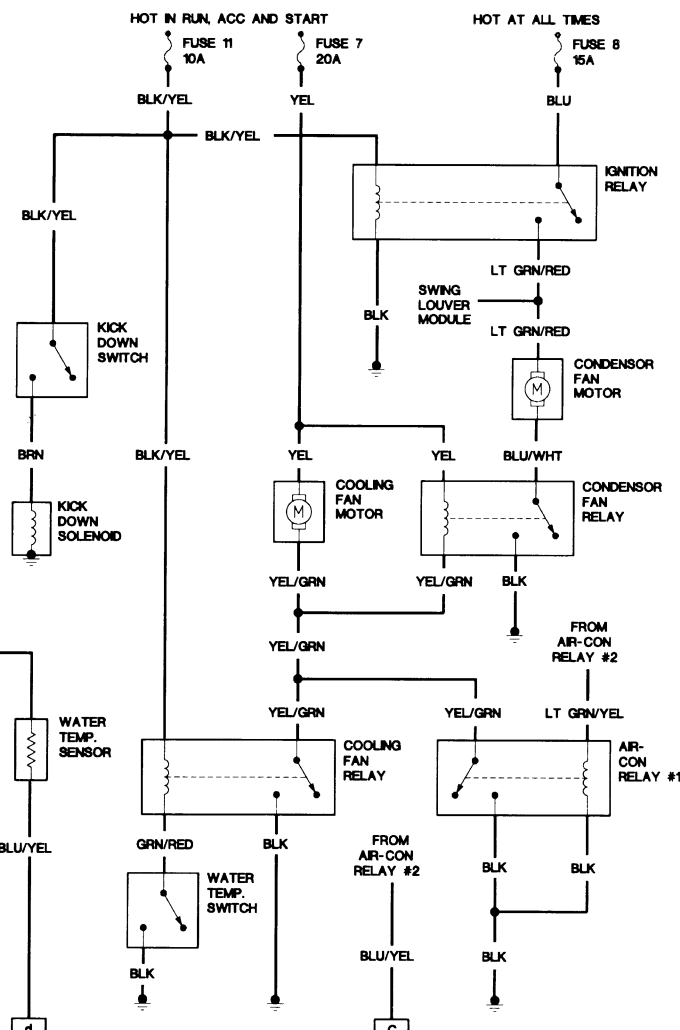 HOT IN RUN, ACC AND START
HOT AT ALL TIMES
FUSE 11
10A
FUSE 7
20A
FUSE 8
15A
BLK/YEL
YEL
BLU
BLK/YEL
IGNITION
RELAY
BLK/YEL
LT GRN/RED
SWING
LOUVER
MODULE
BLK
LT GRN/RED
KICK
DOWN
SWITCH
CONDENSOR
FAN
MOTOR
M
BRN
BLK/YEL
YEL
YEL
BLU/WHT
KICK
DOWN
SOLENOID
COOLING
FAN
MOTOR
M
CONDENSOR
FAN
RELAY
YEL/GRN
YEL/GRN
BLK
YEL/GRN
FROM
AIR-CON
RELAY #2
YEL/GRN
YEL/GRN
LT GRN/YEL
WATER
TEMP.
SENSOR
COOLING
FAN
RELAY
AIR-
CON
RELAY #1
BLU/YEL
GRN/RED
BLK
FROM
AIR-CON
RELAY #2
BLK
BLK
WATER
TEMP.
SWITCH
BLK
BLU/YEL
BLK
d
C